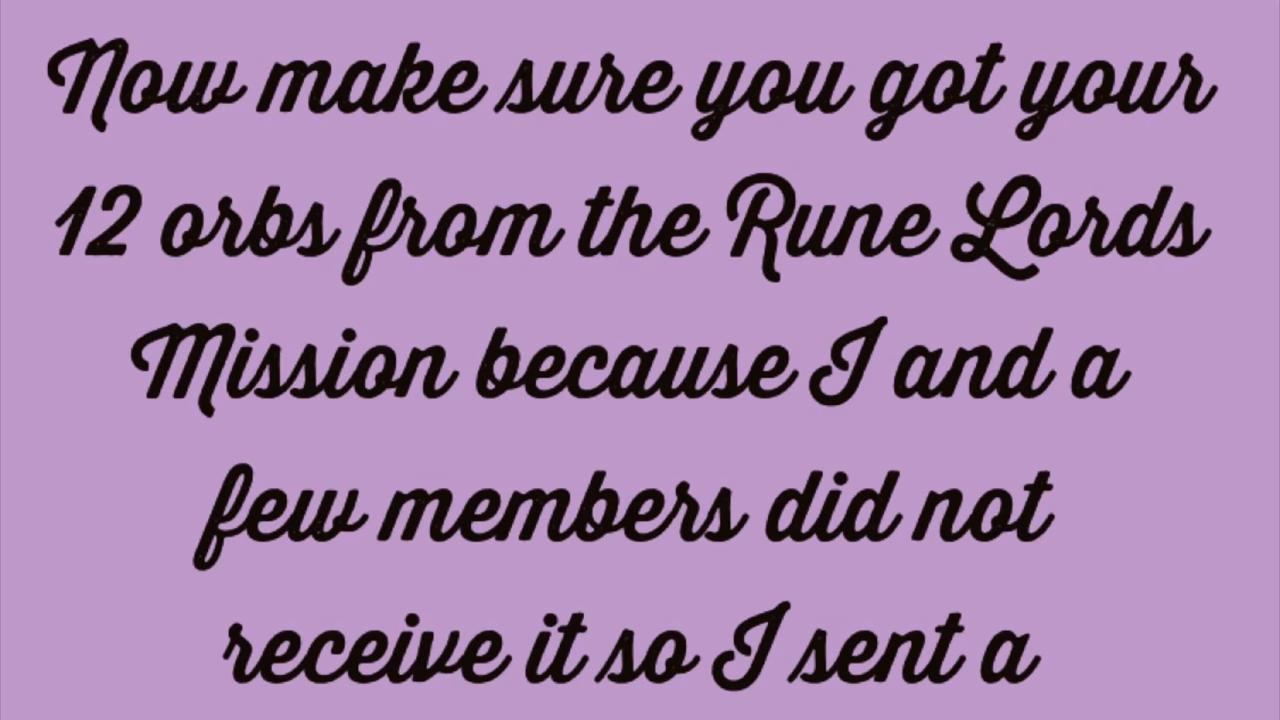 Now make sure you got your
12 orbs from the Rune Lords
Mission because I and a
few members did not
receive it so I sent a